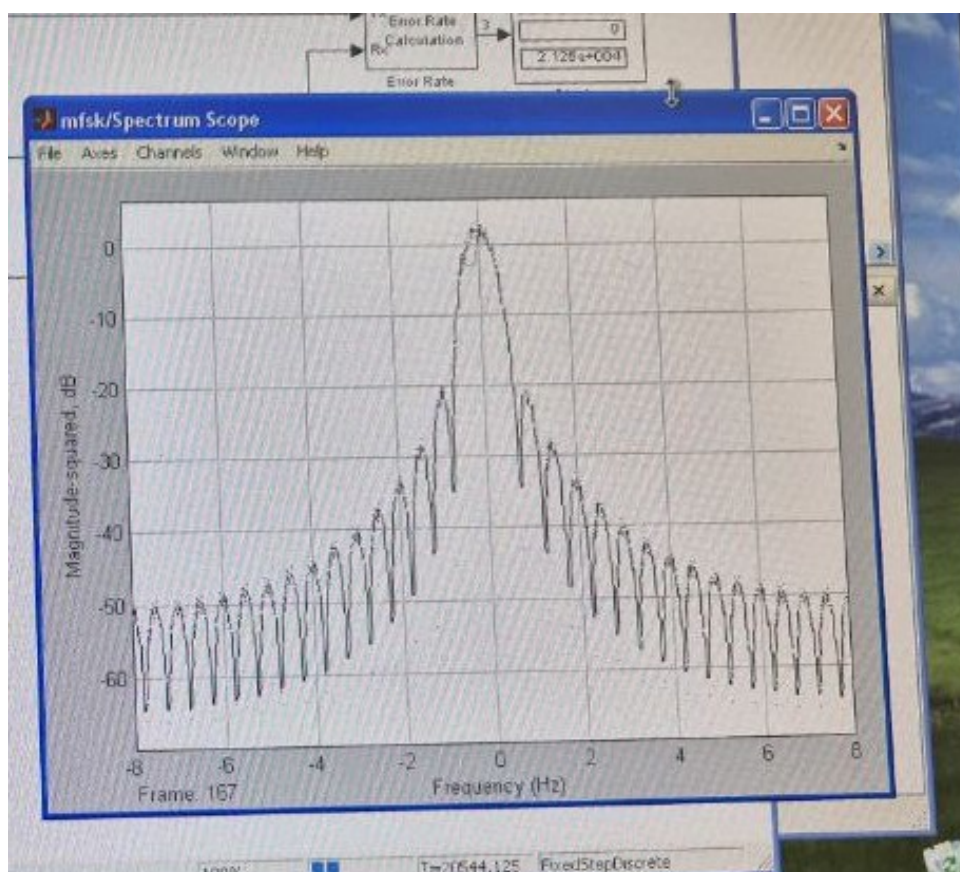 Error Rate
3
Calculation
Rx
0
2.126e+004
Error Rate
mfsk/Spectrum Scope
File Axes Channels Window Help
Magnitude-squared, dB
0
-10
-20
-30
-40
-50
-60
-8 -6 -4 -2 0 2 4 6 8
Frame: 167
Frequency (Hz)
T=20544.125
FixedStepDiscrete